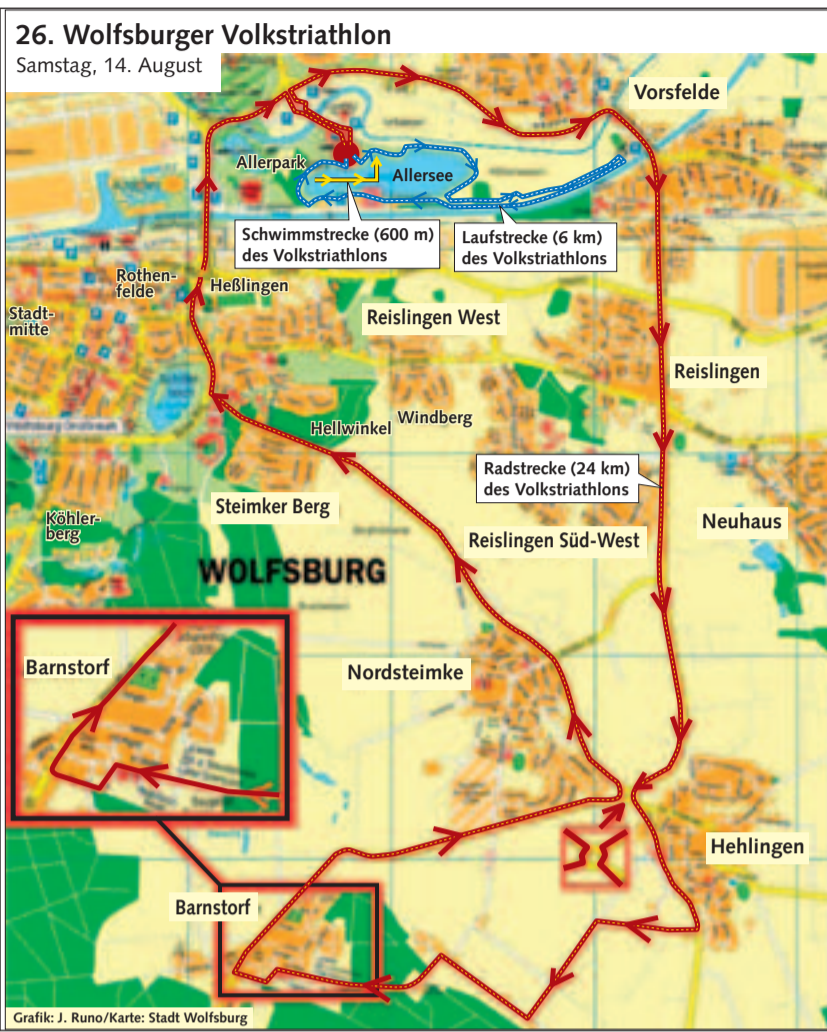 26. Wolfsburger Volkstriathlon
Samstag, 14. August
Vorsfelde
Allerpark
Allersee
Schwimmstrecke (600 m)
des Volkstriathlons
Laufstrecke (6 km)
des Volkstriathlons
Rothen-
felde
Heßlingen
Stadt-
mitte
Reislingen West
Reislingen
Hellwinkel
Windberg
Radstrecke (24 km)
des Volkstriathlons
Steimker Berg
Neuhaus
Köhler-
berg
Reislingen Süd-West
WOLFSBURG
Barnstorf
Nordsteimke
Hehlingen
Barnstorf
Grafik: J. Runo/Karte: Stadt Wolfsburg